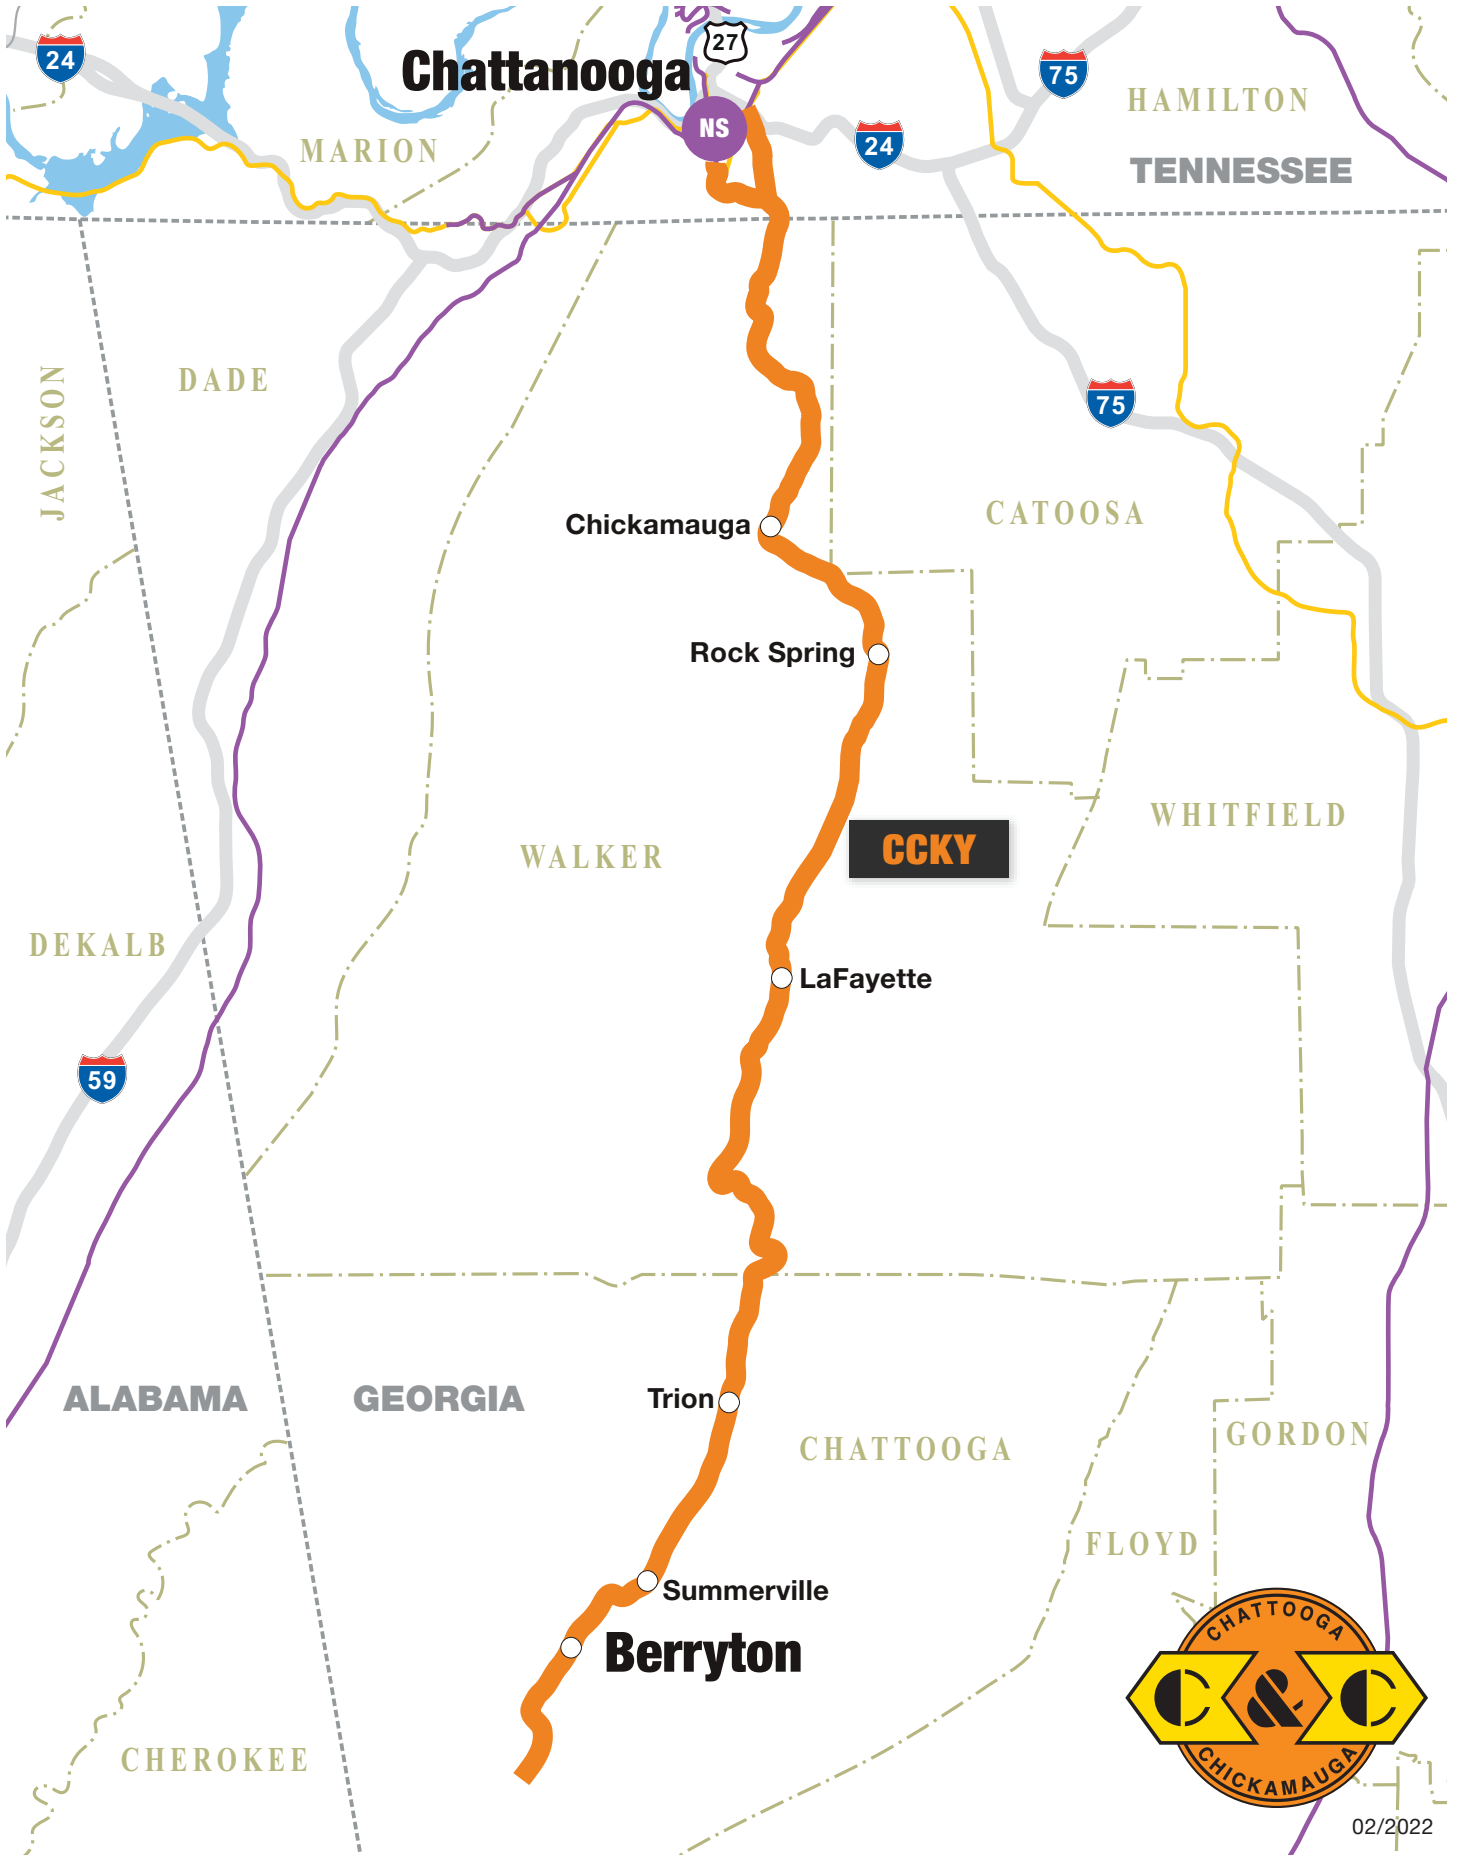 24
Chattanooga
27
75
HAMILTON
MARION
NS
24
TENNESSEE
JACKSON
DADE
75
Chickamauga
CATOOSA
Rock Spring
WHITFIELD
CCKY
WALKER
DEKALB
LaFayette
59
ALABAMA
GEORGIA
Trion
CHATTOOGA
GORDON
FLOYD
Summerville
Berryton
CHATTOOGA
C & C
CHICKAMAUGA
CHEROKEE
02/2022